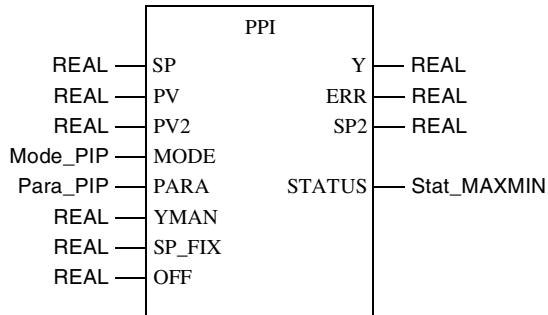 PPI
REAL SP Y REAL
REAL PV ERR REAL
REAL PV2 SP2 REAL
Mode_PIP MODE
Para_PIP PARA STATUS Stat_MAXMIN
REAL YMAN
REAL SP_FIX
REAL OFF